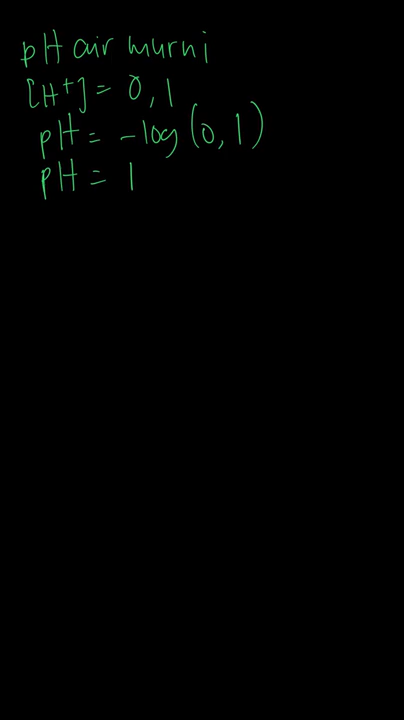 pH air murni
[H+] = 0,1
pH = -log (0,1)
pH = 1